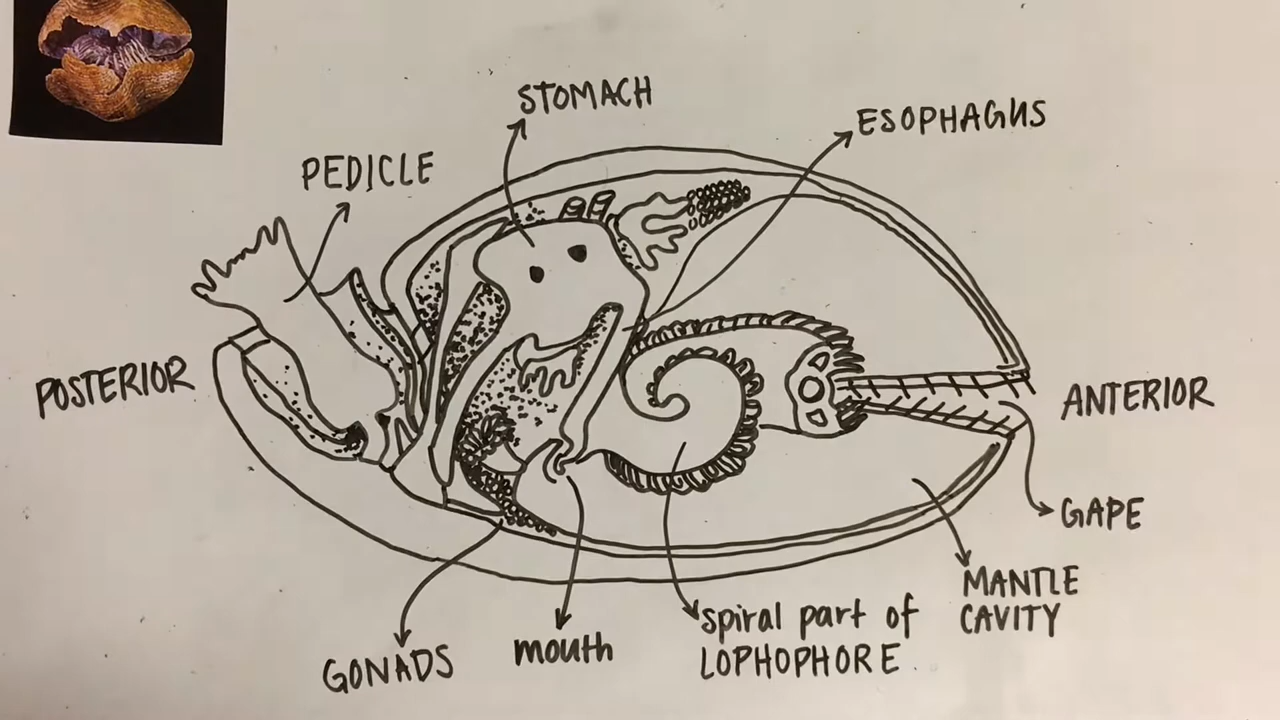 STOMACH
ESOPHAGUS
PEDICLE
POSTERIOR
ANTERIOR
GAPE
MANTLE
CAVITY
spiral part of
LOPHOPHORE.
mouth
GONADS